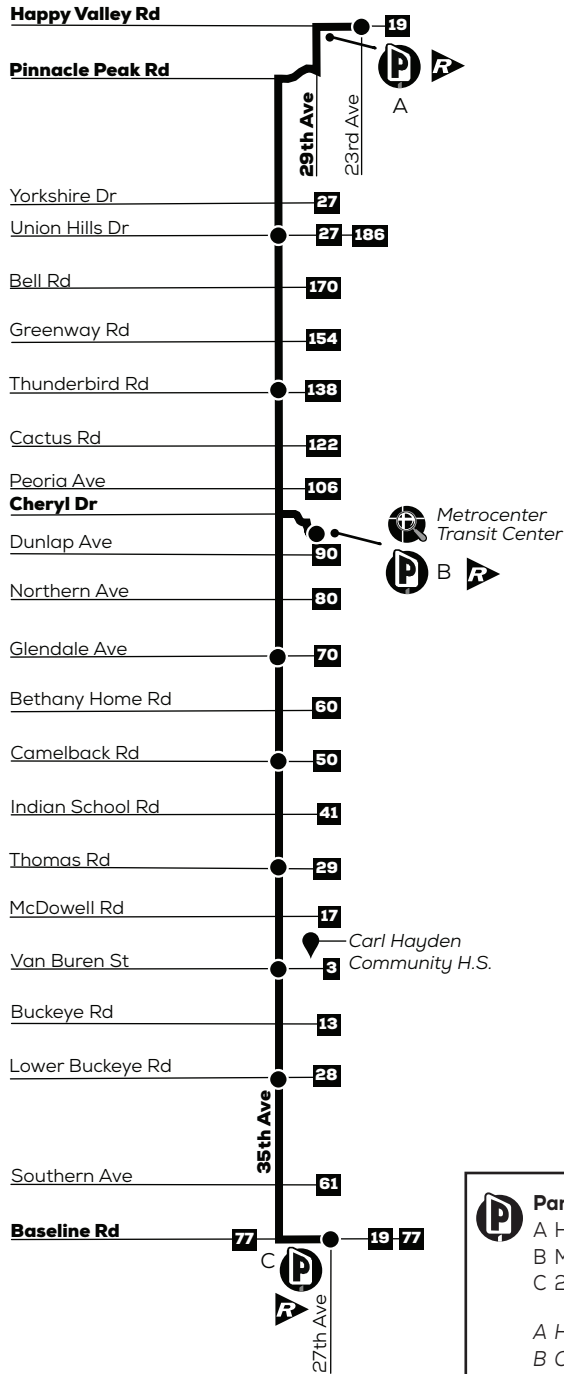 Happy Valley Rd
19
Pinnacle Peak Rd
P
R
A
29th Ave
23rd Ave
Yorkshire Dr
27
Union Hills Dr
27
186
Bell Rd
170
Greenway Rd
154
Thunderbird Rd
138
Cactus Rd
122
Peoria Ave
106
Cheryl Dr
Metrocenter
Transit Center
Dunlap Ave
90
P
B
R
Northern Ave
80
Glendale Ave
70
Bethany Home Rd
60
Camelback Rd
50
Indian School Rd
41
Thomas Rd
29
McDowell Rd
17
Carl Hayden
Community H.S.
Van Buren St
3
Buckeye Rd
13
Lower Buckeye Rd
28
35th Ave
Southern Ave
61
Baseline Rd
77
19
77
C
P
R
27th Ave
P
A H
B M
C 2
A H
B C